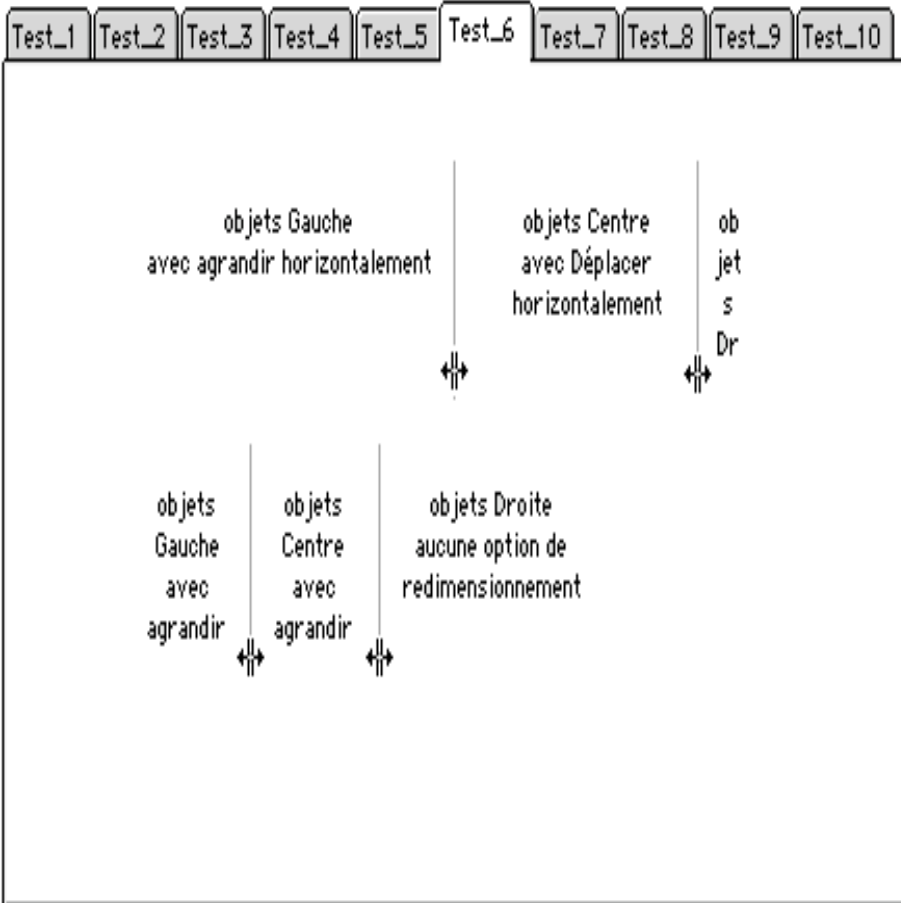 Test_1 Test_2 Test_3 Test_4 Test_5 Test_6 Test_7 Test_8 Test_9 Test_10
objets Gauche
avec agrandir horizontalement
objets Centre
avec Déplacer
horizontalement
ob
jet
s
Dr
objets
Gauche
avec
agrandir
objets
Centre
avec
agrandir
objets Droite
aucune option de
redimensionnement